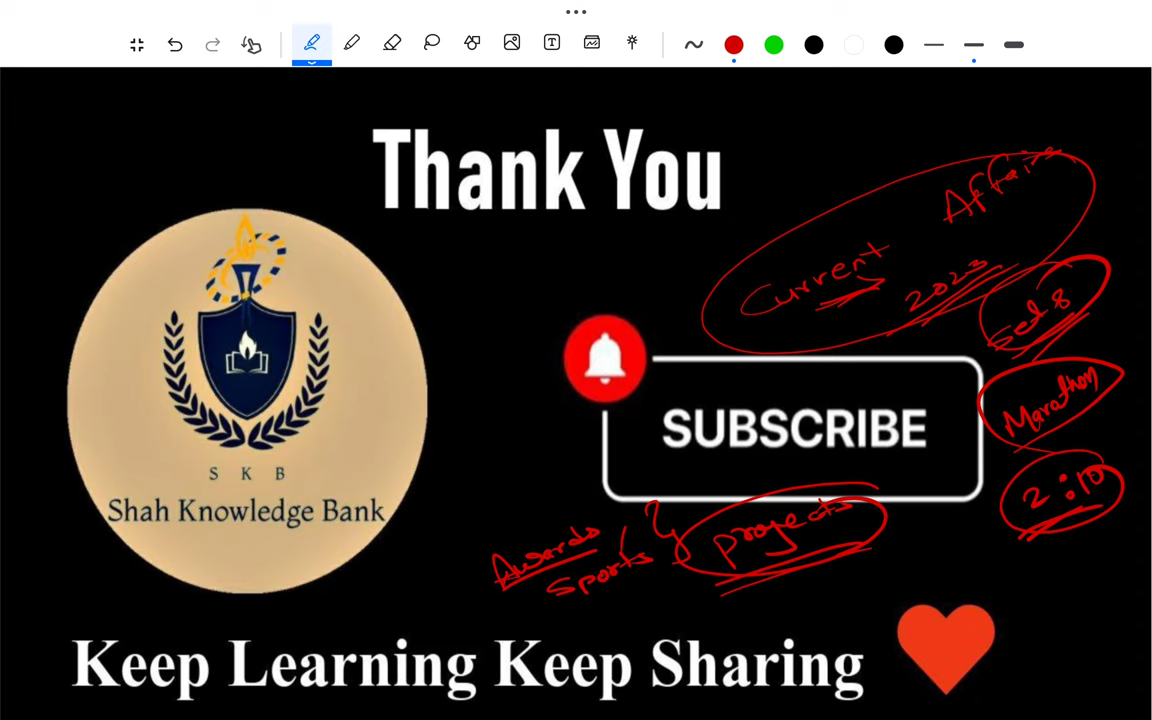 Thank You
Current Affairs
2023
Set 8
SUBSCRIBE
Marathon
2:10
S K B
Shah Knowledge Bank
Awards /
Sports
projects
Keep Learning Keep Sharing